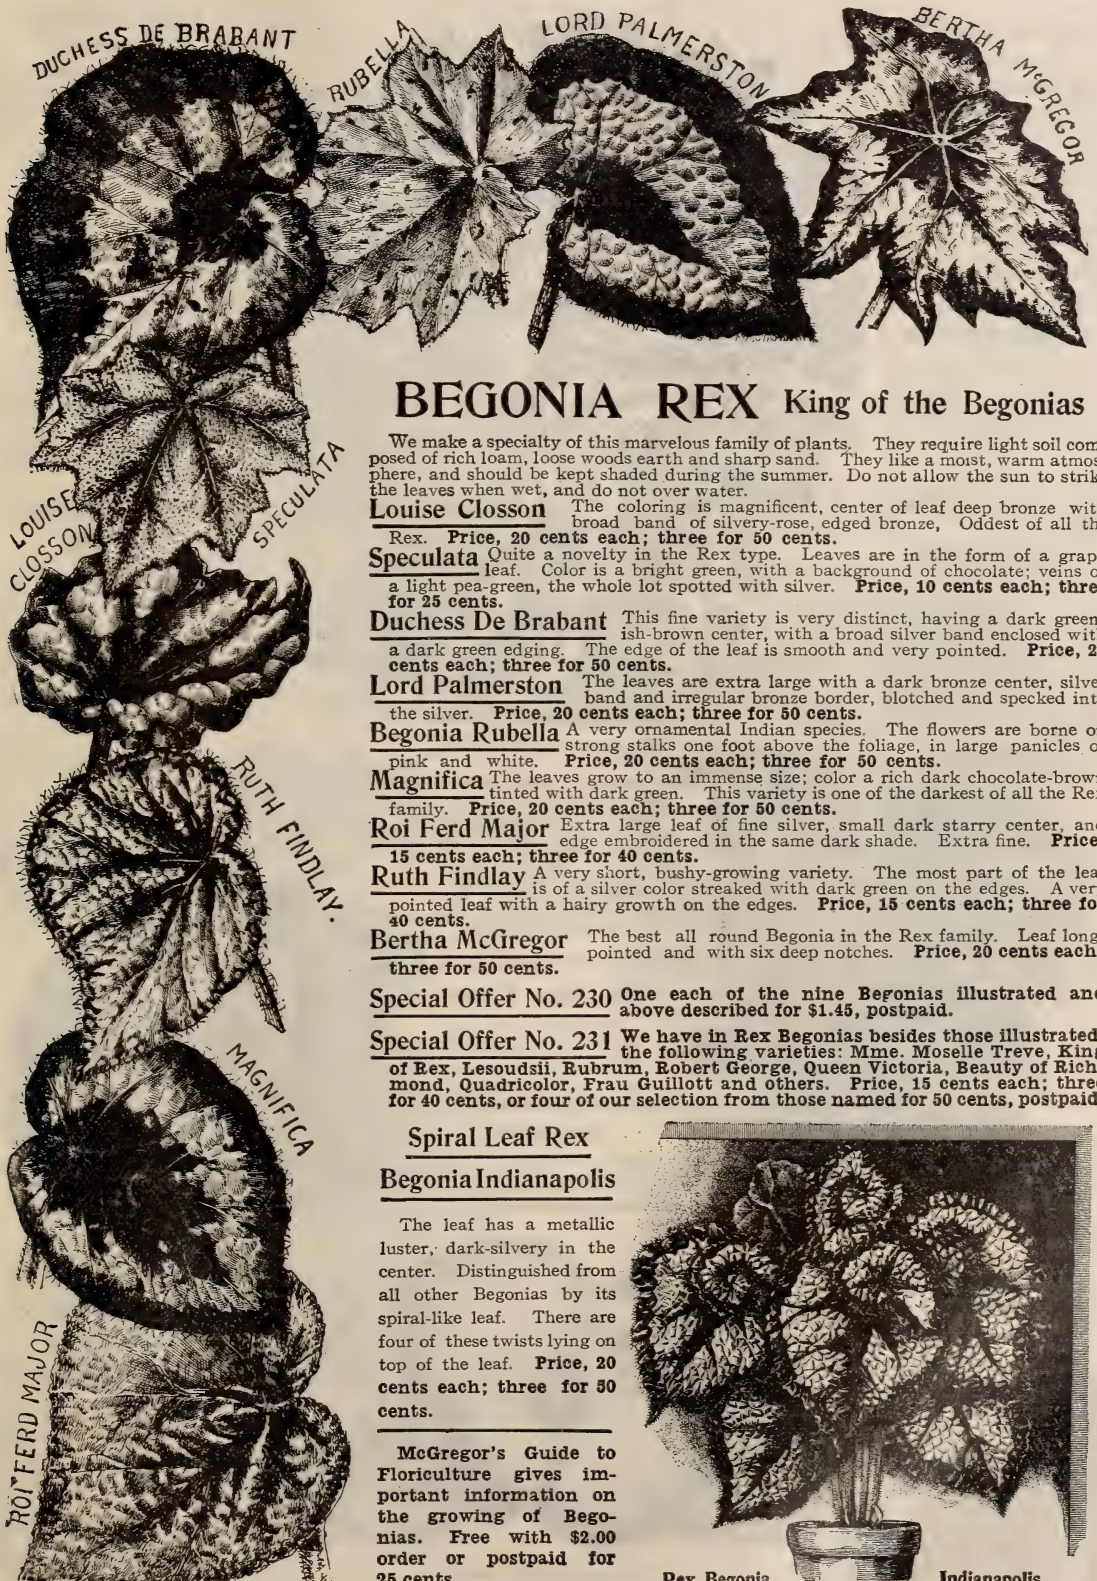 DUCHESS DE BRABANT
RUBELLA
LORD PALMERSTON
BERTHA McGREGOR
LOUISE
CLOSSON
SPECULATA
RUTH FINDLAY.
MAGNIFICA
ROI FERD MAJOR
BEGONIA REX King of the Begonias
We make a specialty of this marvelous family of plants. They require light soil com
posed of rich loam, loose woods earth and sharp sand. They like a moist, warm atmos
phere, and should be kept shaded during the summer. Do not allow the sun to strik
the leaves when wet, and do not over water.
Louise Closson The coloring is magnificent, center of leaf deep bronze wit
broad band of silvery-rose, edged bronze, Oddest of all th
Rex. Price, 20 cents each; three for 50 cents.
Speculata Quite a novelty in the Rex type. Leaves are in the form of a grap
leaf. Color is a bright green, with a background of chocolate; veins o
a light pea-green, the whole lot spotted with silver. Price, 10 cents each; thre
for 25 cents.
Duchess De Brabant This fine variety is very distinct, having a dark green
ish-brown center, with a broad silver band enclosed wit
a dark green edging. The edge of the leaf is smooth and very pointed. Price, 2
cents each; three for 50 cents.
Lord Palmerston The leaves are extra large with a dark bronze center, silve
band and irregular bronze border, blotched and specked int
the silver. Price, 20 cents each; three for 50 cents.
Begonia Rubella A very ornamental Indian species. The flowers are borne o
strong stalks one foot above the foliage, in large panicles o
pink and white. Price, 20 cents each; three for 50 cents.
Magnifica The leaves grow to an immense size; color a rich dark chocolate-brow
tinted with dark green. This variety is one of the darkest of all the Re
family. Price, 20 cents each; three for 50 cents.
Roi Ferd Major Extra large leaf of fine silver, small dark starry center, an
edge embroidered in the same dark shade. Extra fine. Price
15 cents each; three for 40 cents.
Ruth Findlay A very short, bushy-growing variety. The most part of the lea
is of a silver color streaked with dark green on the edges. A ver
pointed leaf with a hairy growth on the edges. Price, 15 cents each; three fo
40 cents.
Bertha McGregor The best all round Begonia in the Rex family. Leaf long
pointed and with six deep notches. Price, 20 cents each
three for 50 cents.
Special Offer No. 230 One each of the nine Begonias illustrated an
above described for $1.45, postpaid.
Special Offer No. 231 We have in Rex Begonias besides those illustrated
the following varieties: Mme. Moselle Treve, King
of Rex, Lesoudsii, Rubrum, Robert George, Queen Victoria, Beauty of Rich
mond, Quadricolor, Frau Guillott and others. Price, 15 cents each; three
for 40 cents, or four of our selection from those named for 50 cents, postpaid
Spiral Leaf Rex
Begonia Indianapolis
The leaf has a metallic
luster, dark-silvery in the
center. Distinguished from
all other Begonias by its
spiral-like leaf. There are
four of these twists lying on
top of the leaf. Price, 20
cents each; three for 50
cents.
McGregor's Guide to
Floriculture gives im-
portant information on
the growing of Bego-
nias. Free with $2.00
order or postpaid for
25 cents
Rex Begonia Indianapolis